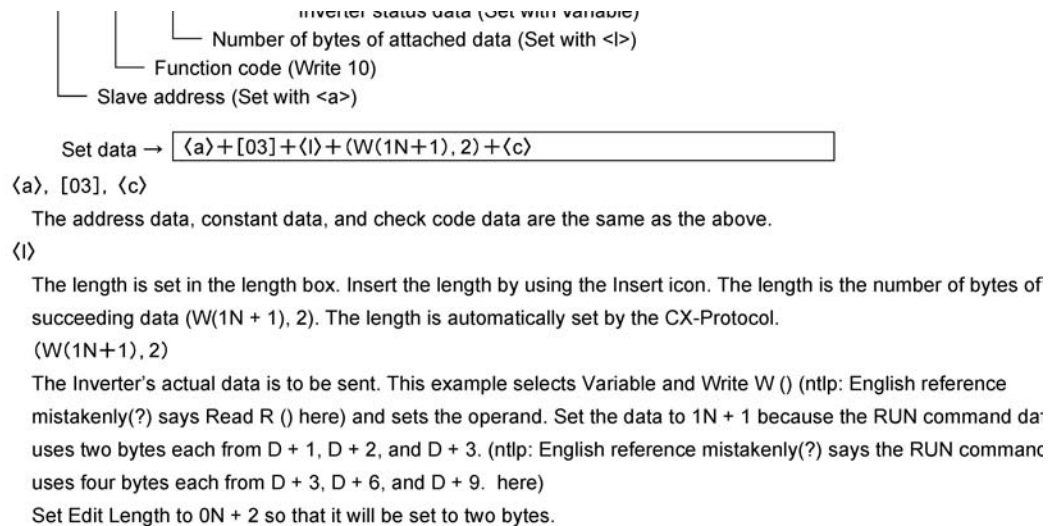 Inverter status data (Set with variable)
Number of bytes of attached data (Set with <l>)
Function code (Write 10)
Slave address (Set with <a>)
Set data → 〈a〉+[03]+〈l〉+(W(1N+1), 2)+〈c〉
〈a〉, [03], 〈c〉
The address data, constant data, and check code data are the same as the above.
〈l〉
The length is set in the length box. Insert the length by using the Insert icon. The length is the number of bytes of
succeeding data (W(1N + 1), 2). The length is automatically set by the CX-Protocol.
(W(1N+1), 2)
The Inverter's actual data is to be sent. This example selects Variable and Write W () (ntlp: English reference
mistakenly(?) says Read R () here) and sets the operand. Set the data to 1N + 1 because the RUN command da
uses two bytes each from D + 1, D + 2, and D + 3. (ntlp: English reference mistakenly(?) says the RUN command
uses four bytes each from D + 3, D + 6, and D + 9. here)
Set Edit Length to 0N + 2 so that it will be set to two bytes.